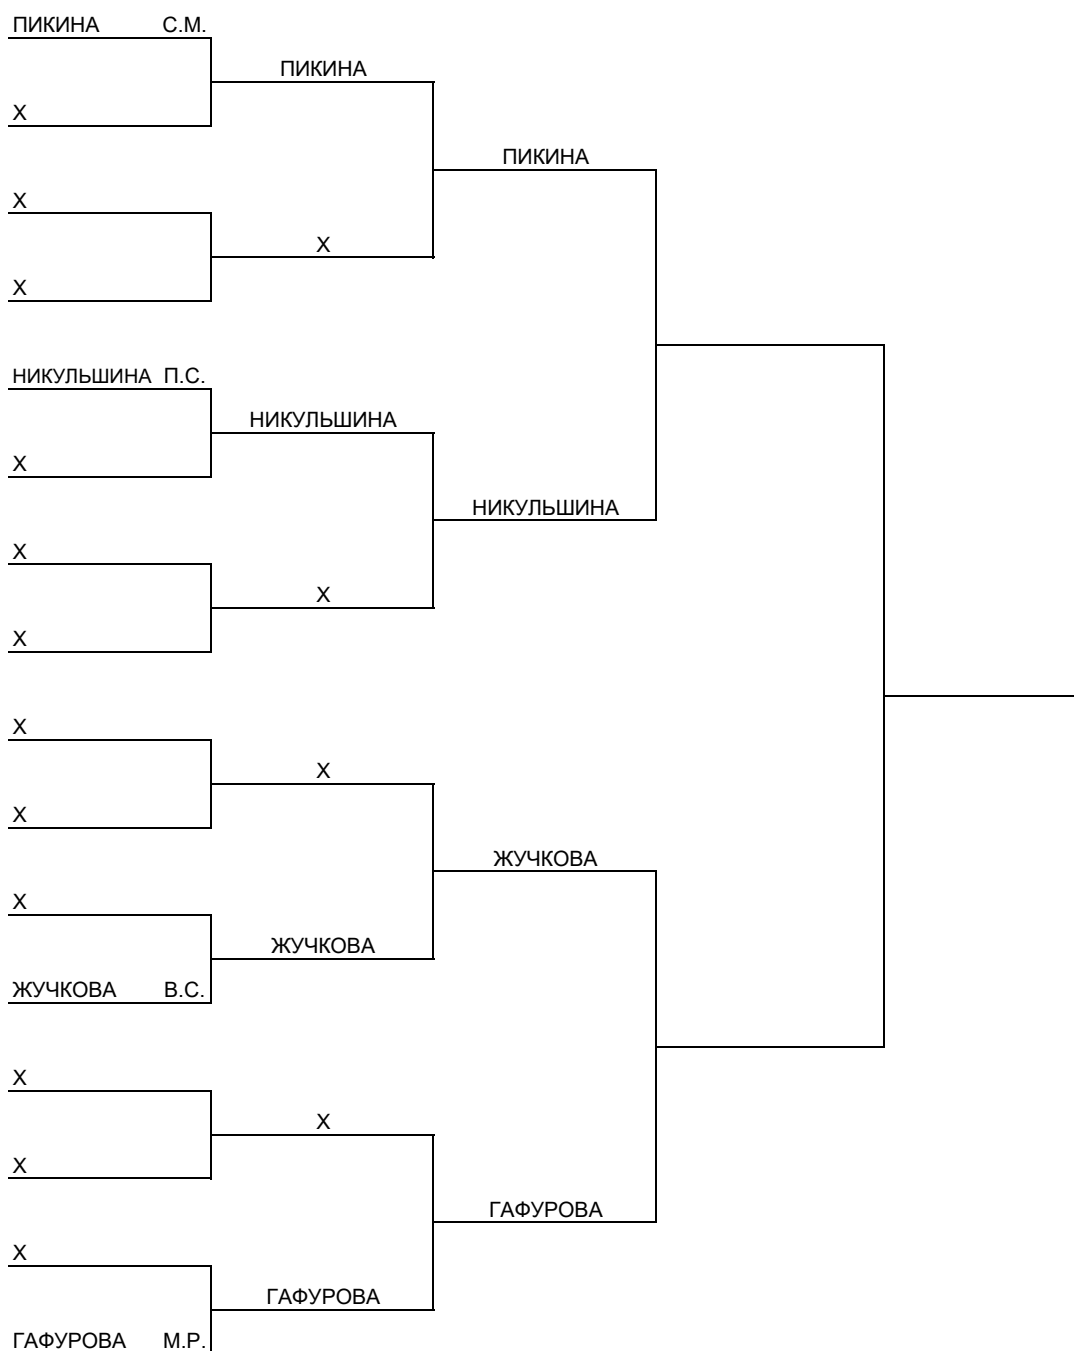 ПИКИНА С.М.
ПИКИНА
Х
ПИКИНА
Х
Х
Х
НИКУЛЬШИНА П.С.
НИКУЛЬШИНА
Х
НИКУЛЬШИНА
Х
Х
Х
Х
Х
Х
ЖУЧКОВА
Х
ЖУЧКОВА
ЖУЧКОВА В.С.
Х
Х
Х
ГАФУРОВА
Х
ГАФУРОВА
ГАФУРОВА М.Р.